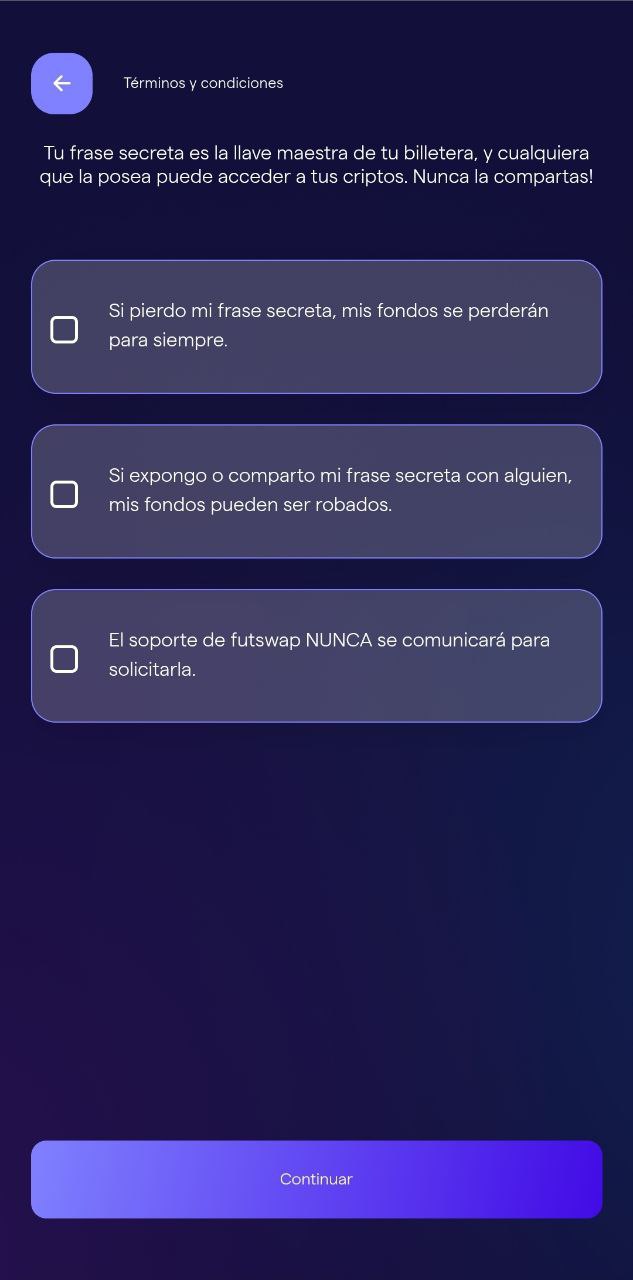 Términos y condiciones
Tu frase secreta es la llave maestra de tu billetera, y cualquiera
que la posea puede acceder a tus criptos. Nunca la compartas!
Si pierdo mi frase secreta, mis fondos se perderán
para siempre.
Si expongo o comparto mi frase secreta con alguien,
mis fondos pueden ser robados.
El soporte de futswap NUNCA se comunicará para
solicitarla.
Continuar